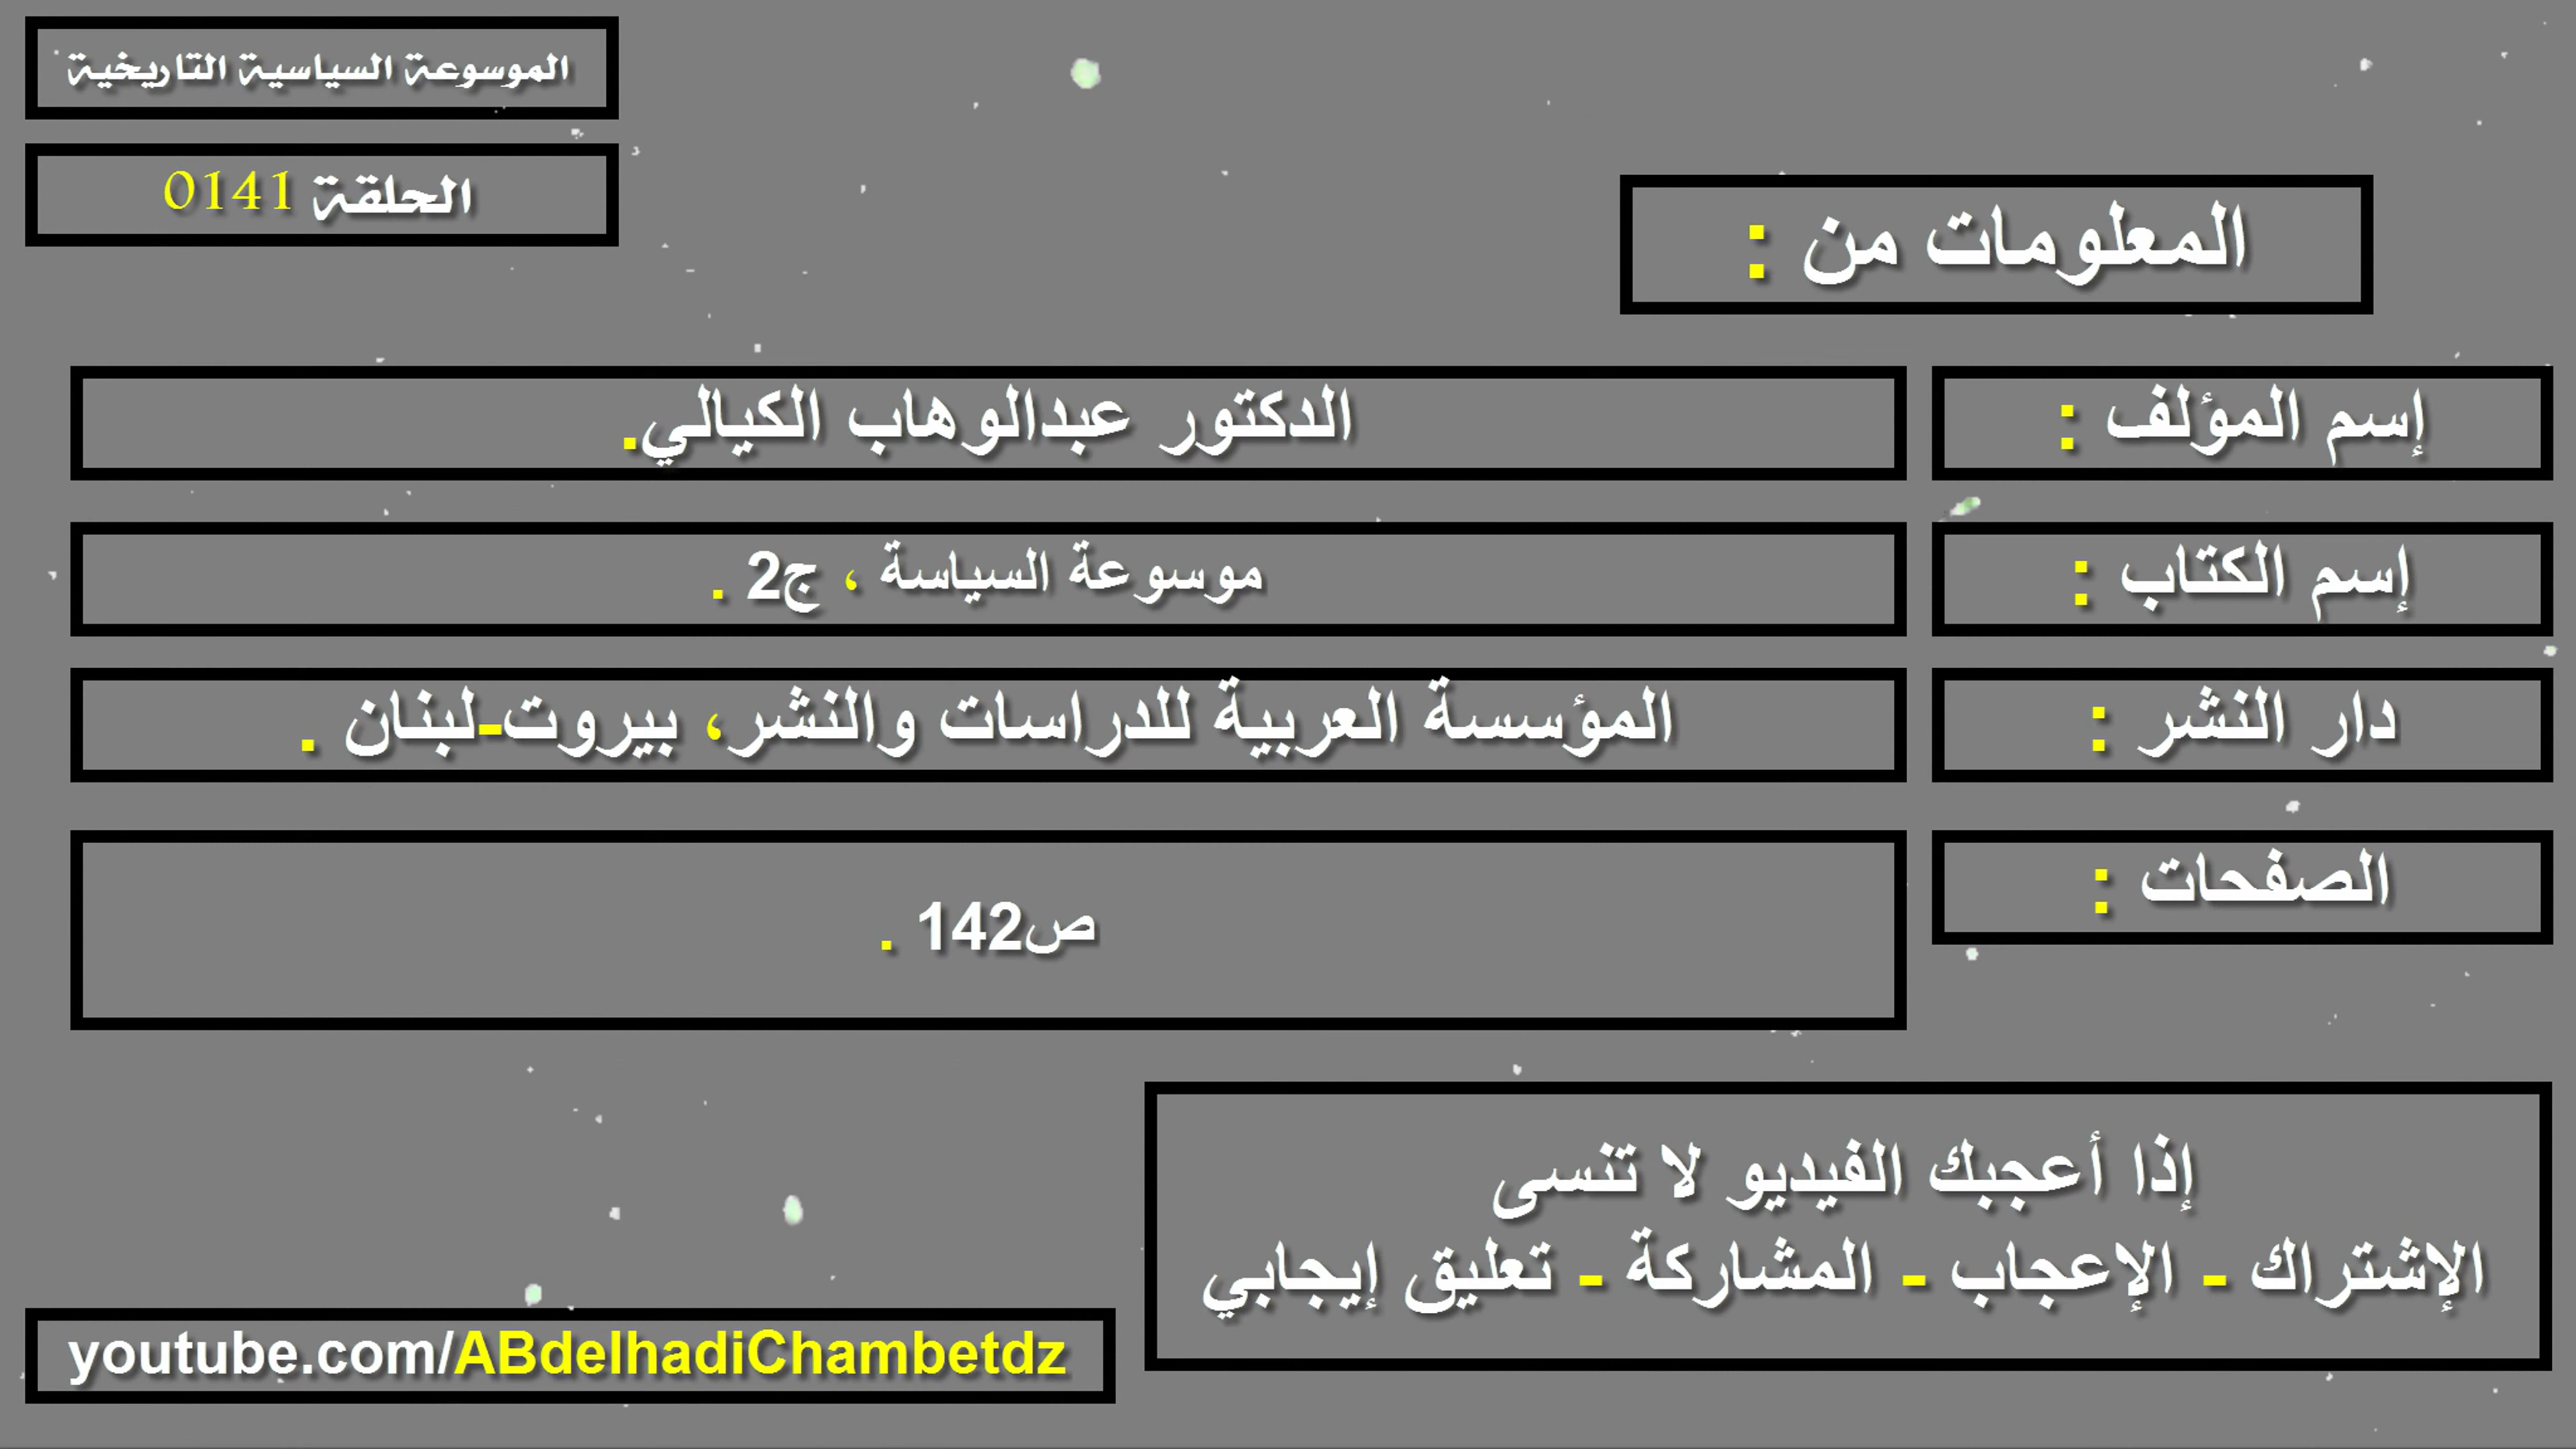 الموسوعة السياسية التاريخية
الحلقة 0141
المعلومات من :
إسم المؤلف :
الدكتور عبدالوهاب الكيالي.
إسم الكتاب :
موسوعة السياسة ، ج2 .
دار النشر :
المؤسسة العربية للدراسات والنشر، بيروت-لبنان .
الصفحات :
ص142 .
إذا أعجبك الفيديو لا تنسى
الإشتراك - الإعجاب - المشاركة - تعليق إيجابي
youtube.com/ABdelhadiChambetdz